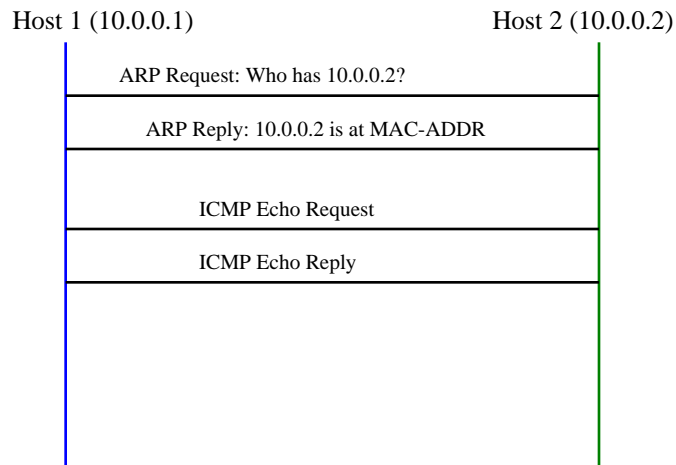 Host 1 (10.0.0.1)
Host 2 (10.0.0.2)
ARP Request: Who has 10.0.0.2?
ARP Reply: 10.0.0.2 is at MAC-ADDR
ICMP Echo Request
ICMP Echo Reply